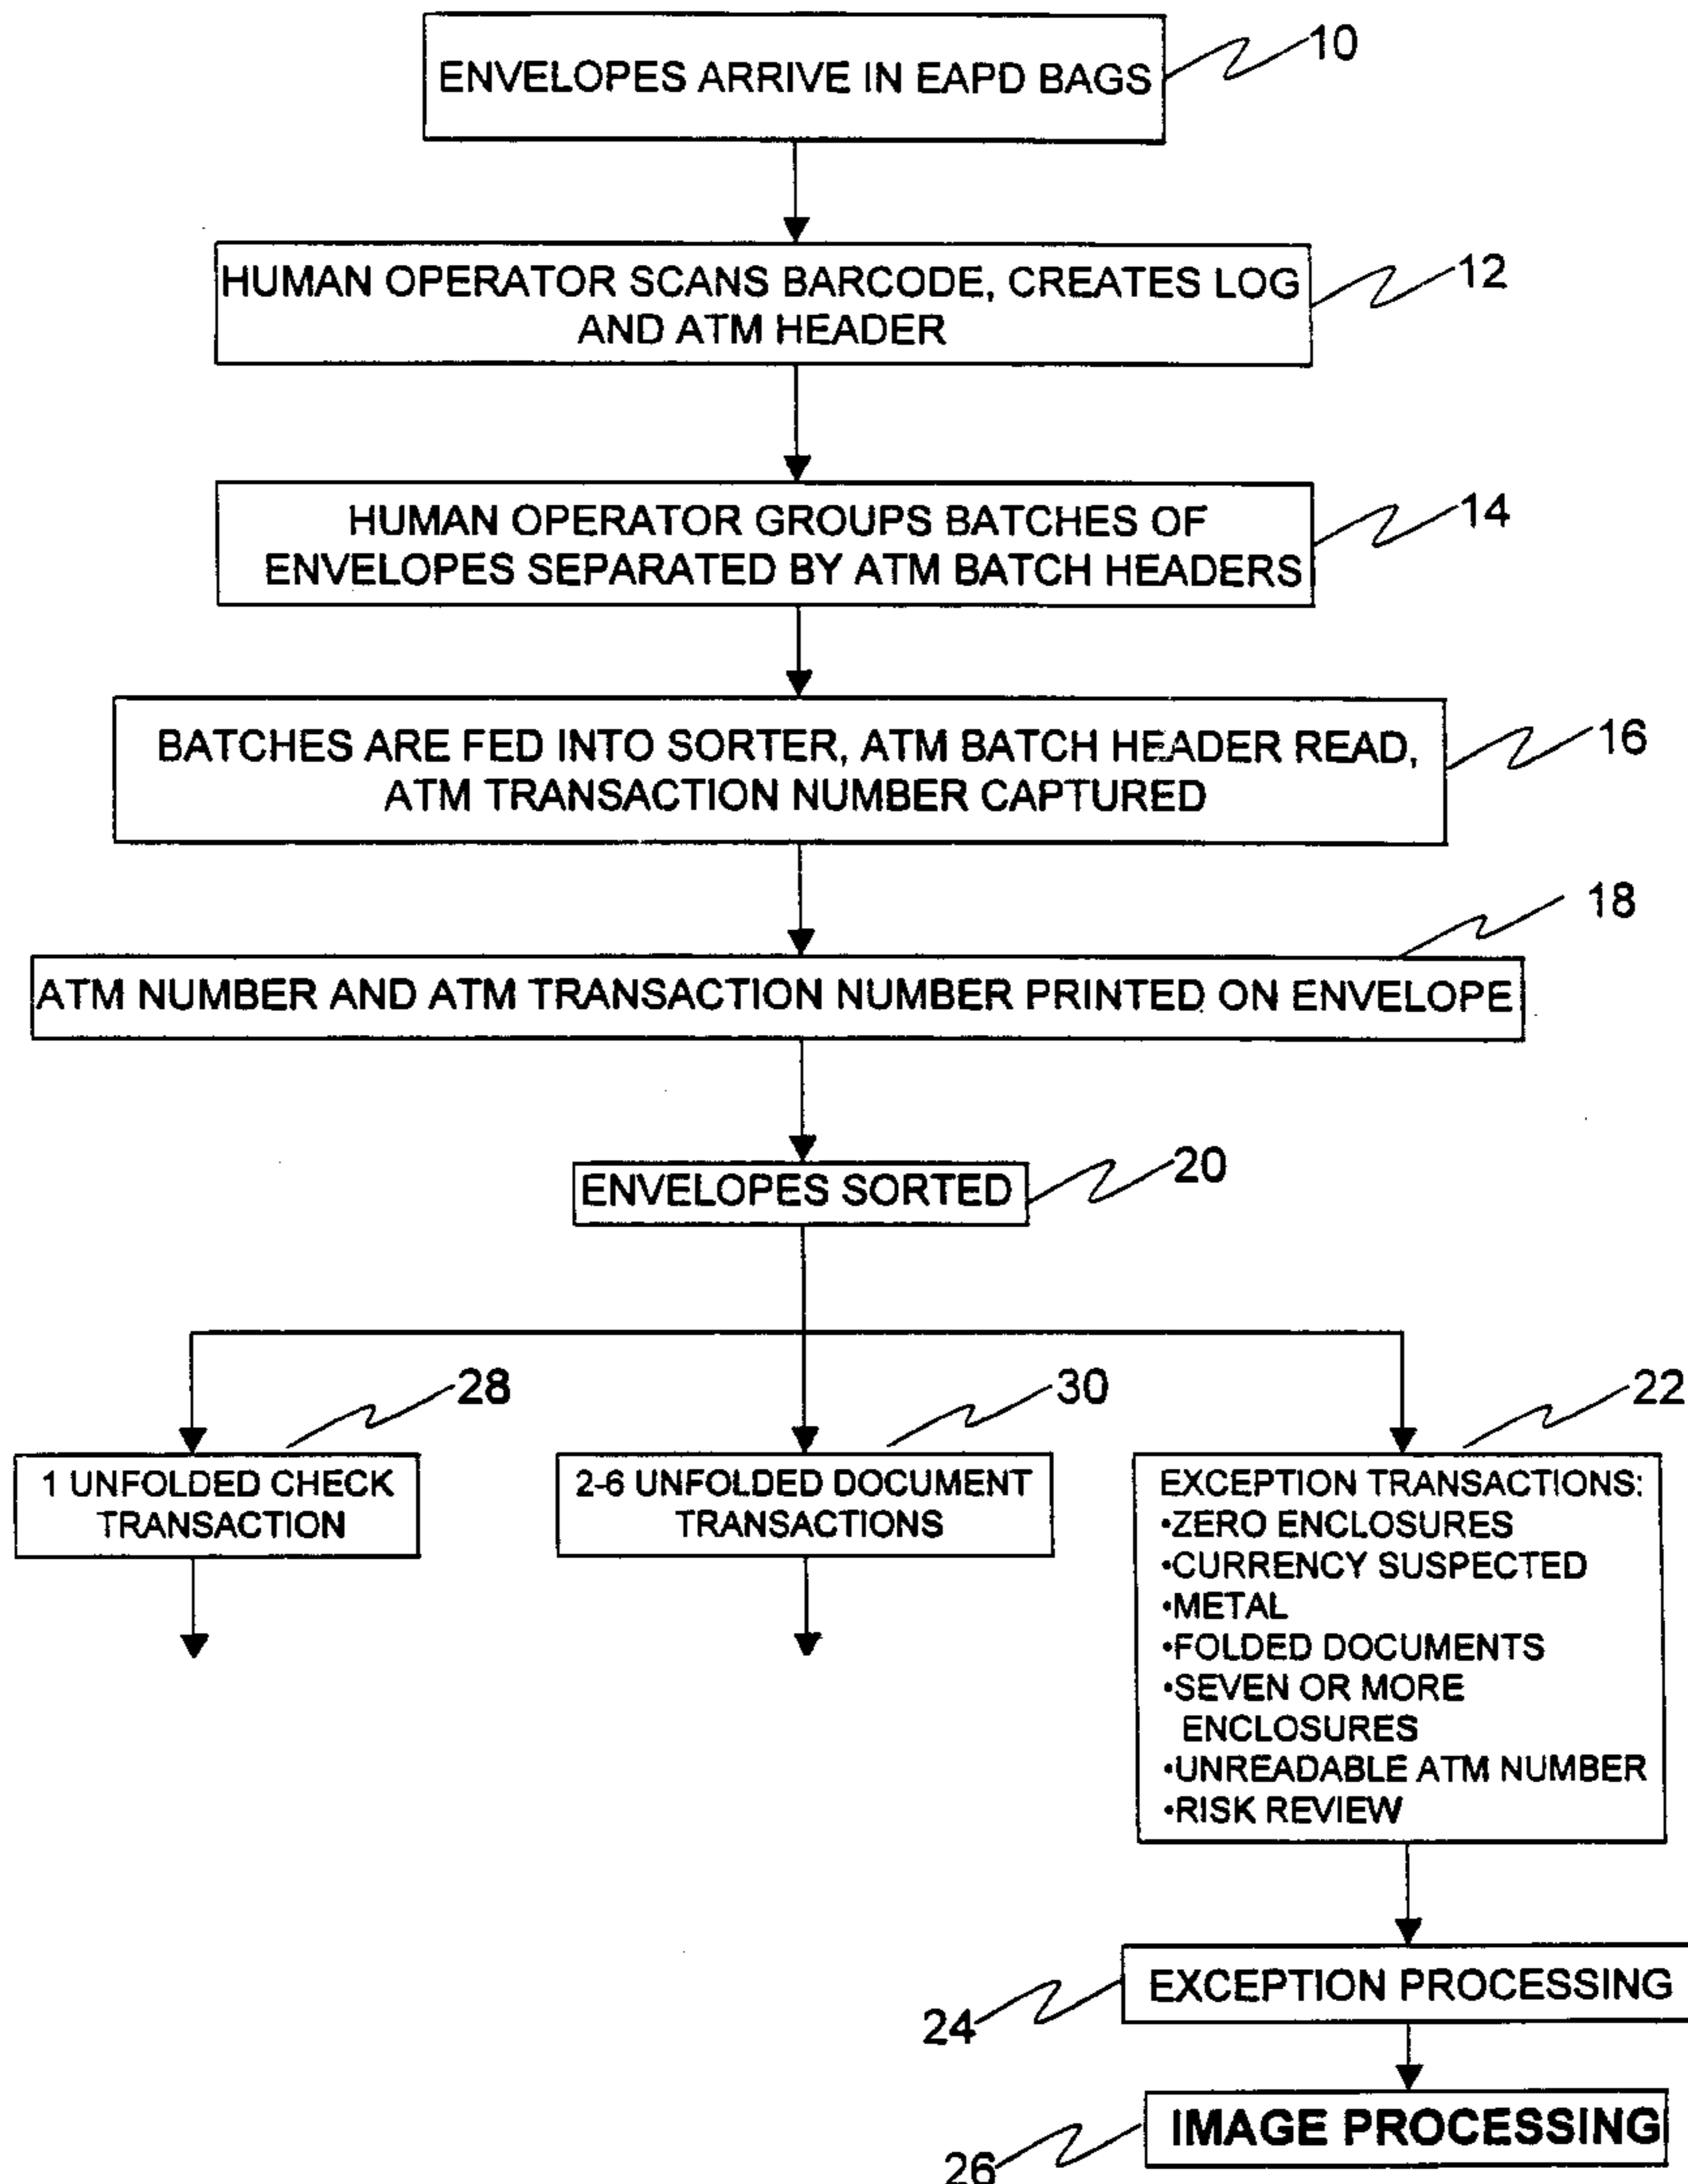 ENVELOPES ARRIVE IN EAPD BAGS
10
HUMAN OPERATOR SCANS BARCODE, CREATES LOG
AND ATM HEADER
12
HUMAN OPERATOR GROUPS BATCHES OF
ENVELOPES SEPARATED BY ATM BATCH HEADERS
14
BATCHES ARE FED INTO SORTER, ATM BATCH HEADER READ,
ATM TRANSACTION NUMBER CAPTURED
16
18
ATM NUMBER AND ATM TRANSACTION NUMBER PRINTED ON ENVELOPE
ENVELOPES SORTED
20
28
30
22
1 UNFOLDED CHECK
TRANSACTION
2-6 UNFOLDED DOCUMENT
TRANSACTIONS
EXCEPTION TRANSACTIONS:
•ZERO ENCLOSURES
•CURRENCY SUSPECTED
•METAL
•FOLDED DOCUMENTS
•SEVEN OR MORE
ENCLOSURES
•UNREADABLE ATM NUMBER
•RISK REVIEW
EXCEPTION PROCESSING
24
IMAGE PROCESSING
26